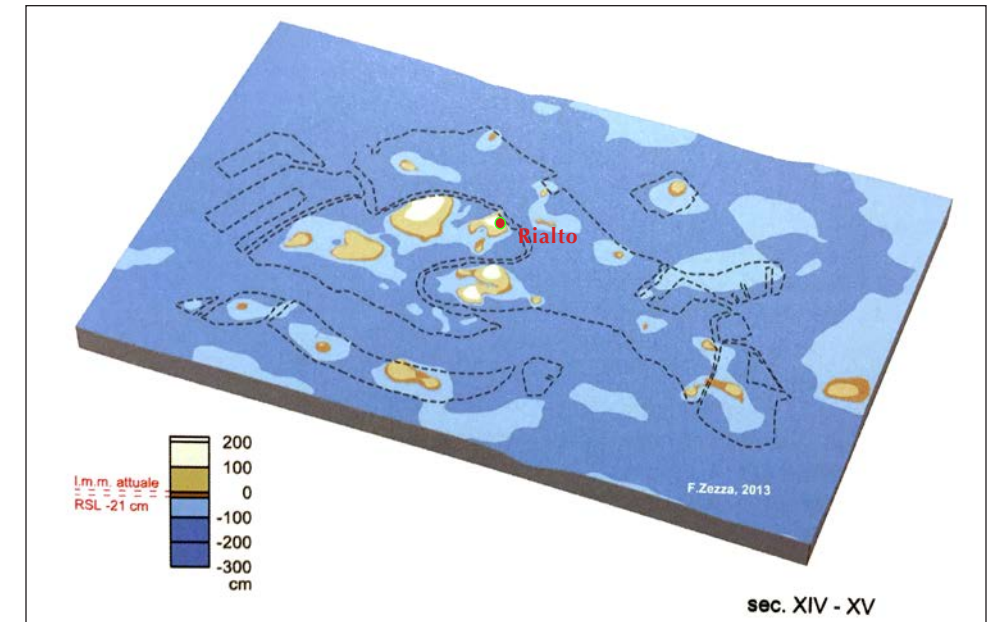 Rialto
200
100
l.m.m. attuale
0
RSL -21 cm
-100
-200
-300
cm
F.Zezza, 2013
sec. XIV - XV